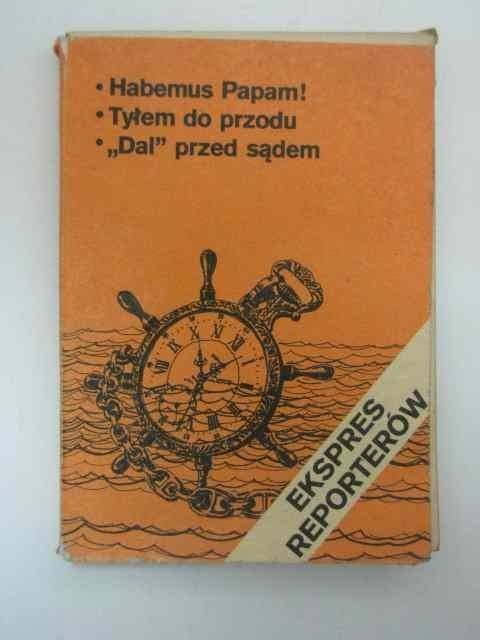 • Habemus Papam!
• Tyłem do przodu
• „Dal” przed sądem
EKSPRES
REPORTERÓW